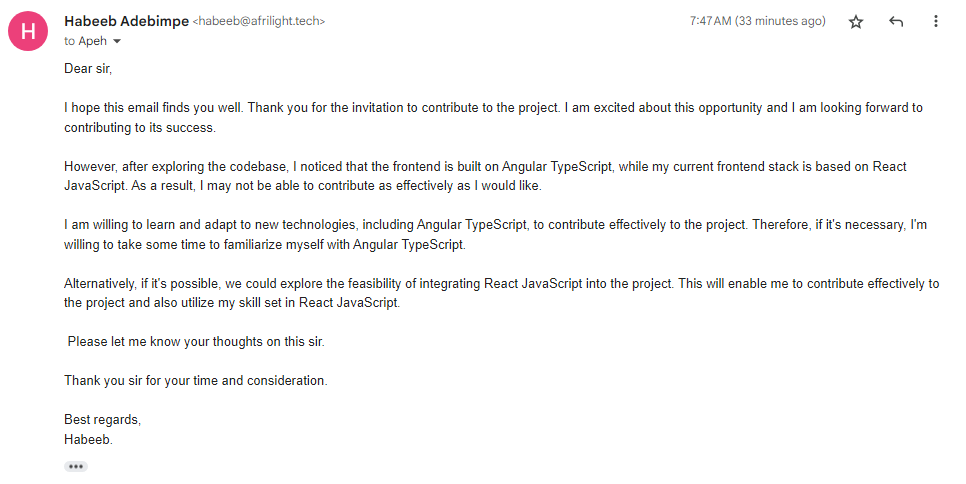 H
Habeeb Adebimpe <habeeb@afrilight.tech>
7:47 AM (33 minutes ago)
to Apeh
Dear sir,
I hope this email finds you well. Thank you for the invitation to contribute to the project. I am excited about this opportunity and I am looking forward to
contributing to its success.
However, after exploring the codebase, I noticed that the frontend is built on Angular TypeScript, while my current frontend stack is based on React
JavaScript. As a result, I may not be able to contribute as effectively as I would like.
I am willing to learn and adapt to new technologies, including Angular TypeScript, to contribute effectively to the project. Therefore, if it's necessary, I'm
willing to take some time to familiarize myself with Angular TypeScript.
Alternatively, if it's possible, we could explore the feasibility of integrating React JavaScript into the project. This will enable me to contribute effectively to
the project and also utilize my skill set in React JavaScript.
Please let me know your thoughts on this sir.
Thank you sir for your time and consideration.
Best regards,
Habeeb.